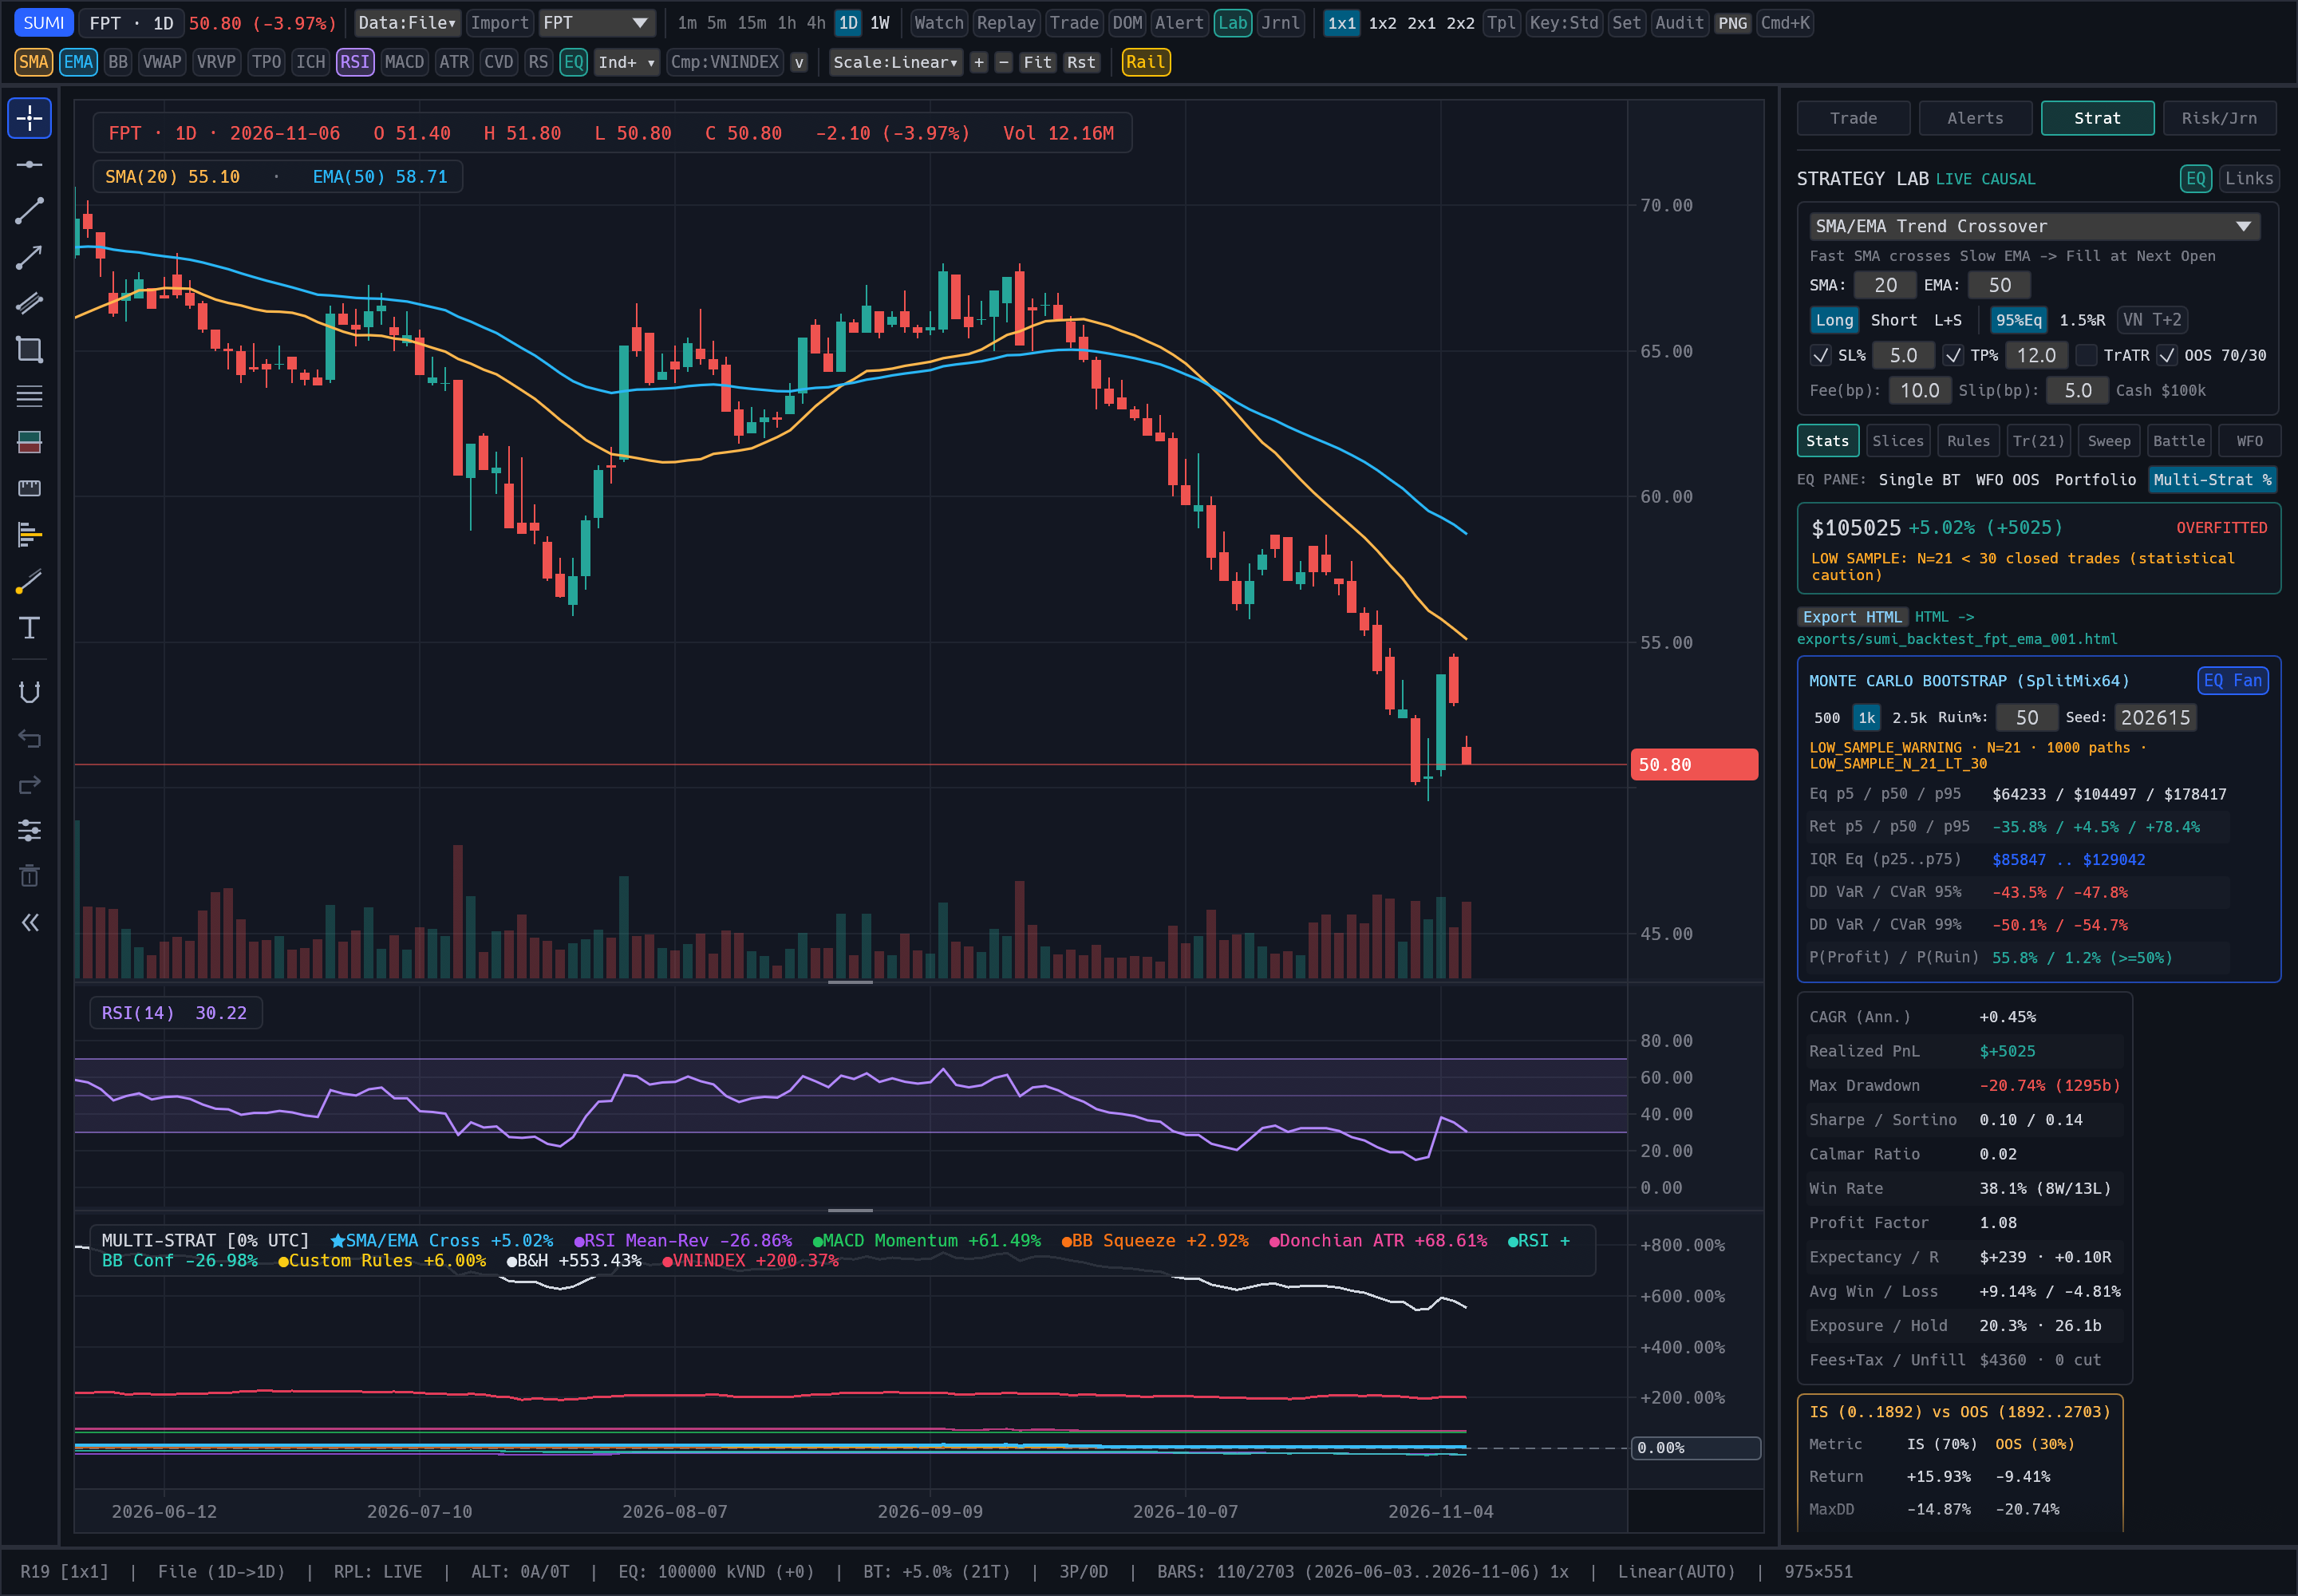 SUMI FPT · 1D 50.80 (-3.97%) Data:File▾ Import FPT 1m 5m 15m 1h 4h 1D 1W Watch Replay Trade DOM Alert Lab Jrnl 1x1 1x2 2x1 2x2 Tpl Key:Std Set Audit PNG Cmd+K
SMA EMA BB VWAP VRVP TPO ICH RSI MACD ATR CVD RS EQ Ind+ ▾ Cmp:VNINDEX v Scale:Linear▾ + − Fit Rst Rail
FPT · 1D · 2026-11-06 O 51.40 H 51.80 L 50.80 C 50.80 -2.10 (-3.97%) Vol 12.16M
SMA(20) 55.10 · EMA(50) 58.71
70.00
65.00
60.00
55.00
50.80
45.00
RSI(14) 30.22
80.00
60.00
40.00
20.00
0.00
MULTI-STRAT [0% UTC] ★SMA/EMA Cross +5.02% ●RSI Mean-Rev -26.86% ●MACD Momentum +61.49% ●BB Squeeze +2.92% ●Donchian ATR +68.61% ●RSI +
BB Conf -26.98% ●Custom Rules +6.00% ●B&H +553.43% ●VNINDEX +200.37%
+800.00%
+600.00%
+400.00%
+200.00%
0.00%
2026-06-12 2026-07-10 2026-08-07 2026-09-09 2026-10-07 2026-11-04
Trade Alerts Strat Risk/Jrn
STRATEGY LAB LIVE CAUSAL EQ Links
SMA/EMA Trend Crossover
Fast SMA crosses Slow EMA -> Fill at Next Open
SMA: 20 EMA: 50
Long Short L+S 95%Eq 1.5%R VN T+2
SL% 5.0 TP% 12.0 TrATR OOS 70/30
Fee(bp): 10.0 Slip(bp): 5.0 Cash $100k
Stats Slices Rules Tr(21) Sweep Battle WFO
EQ PANE: Single BT WFO OOS Portfolio Multi-Strat %
$105025 +5.02% (+5025) OVERFITTED
LOW SAMPLE: N=21 < 30 closed trades (statistical
caution)
Export HTML HTML ->
exports/sumi_backtest_fpt_ema_001.html
MONTE CARLO BOOTSTRAP (SplitMix64) EQ Fan
500 1k 2.5k Ruin%: 50 Seed: 202615
LOW_SAMPLE_WARNING · N=21 · 1000 paths ·
LOW_SAMPLE_N_21_LT_30
Eq p5 / p50 / p95 $64233 / $104497 / $178417
Ret p5 / p50 / p95 -35.8% / +4.5% / +78.4%
IQR Eq (p25..p75) $85847 .. $129042
DD VaR / CVaR 95% -43.5% / -47.8%
DD VaR / CVaR 99% -50.1% / -54.7%
P(Profit) / P(Ruin) 55.8% / 1.2% (>=50%)
CAGR (Ann.) +0.45%
Realized PnL $+5025
Max Drawdown -20.74% (1295b)
Sharpe / Sortino 0.10 / 0.14
Calmar Ratio 0.02
Win Rate 38.1% (8W/13L)
Profit Factor 1.08
Expectancy / R $+239 · +0.10R
Avg Win / Loss +9.14% / -4.81%
Exposure / Hold 20.3% · 26.1b
Fees+Tax / Unfill $4360 · 0 cut
IS (0..1892) vs OOS (1892..2703)
Metric IS (70%) OOS (30%)
Return +15.93% -9.41%
MaxDD -14.87% -20.74%
R19 [1x1] | File (1D->1D) | RPL: LIVE | ALT: 0A/0T | EQ: 100000 kVND (+0) | BT: +5.0% (21T) | 3P/0D | BARS: 110/2703 (2026-06-03..2026-11-06) 1x | Linear(AUTO) | 975×551